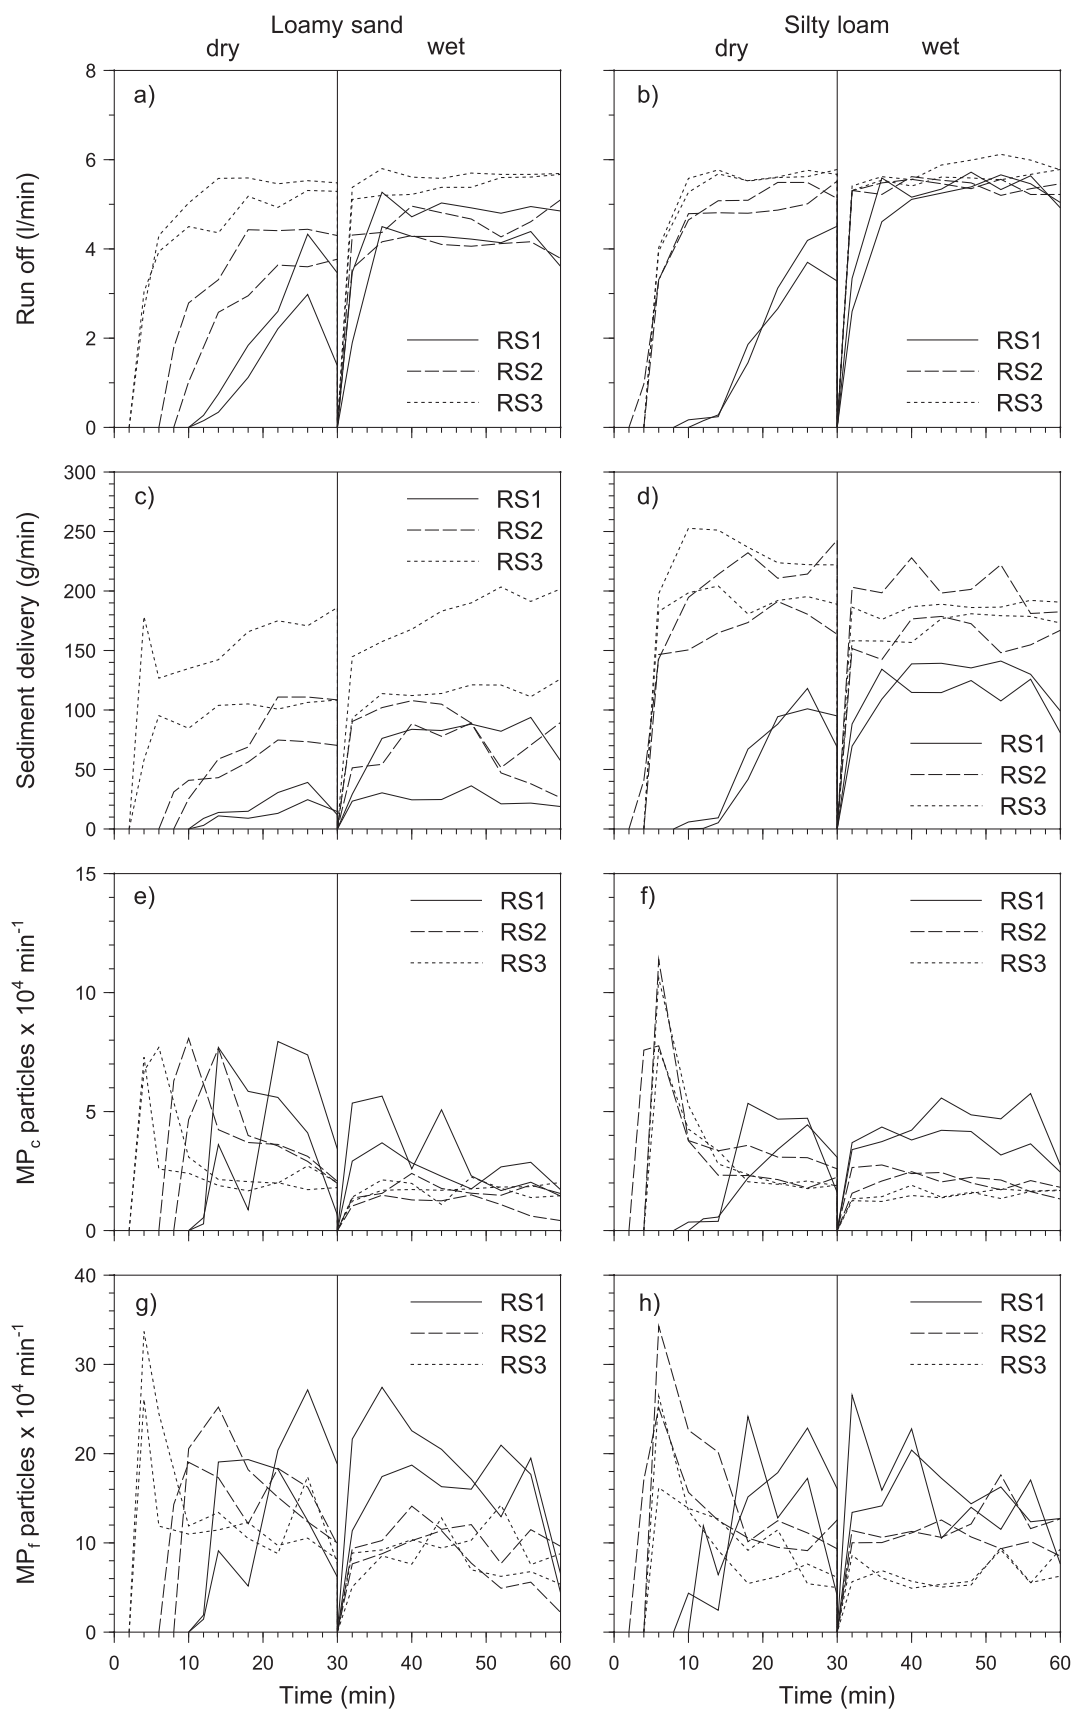 Loamy sand
Silty loam
dry
wet
dry
wet
8
6
4
2
0
Run off (l/min)
a)
RS1
RS2
RS3
b)
RS1
RS2
RS3
300
250
200
150
100
50
0
Sediment delivery (g/min)
c)
RS1
RS2
RS3
d)
RS1
RS2
RS3
15
10
5
0
MPc particles x 10⁴ min⁻¹
e)
RS1
RS2
RS3
f)
RS1
RS2
RS3
40
30
20
10
0
MPf particles x 10⁴ min⁻¹
g)
RS1
RS2
RS3
h)
RS1
RS2
RS3
0 10 20 30 40 50 60
0 10 20 30 40 50 60
Time (min)
Time (min)